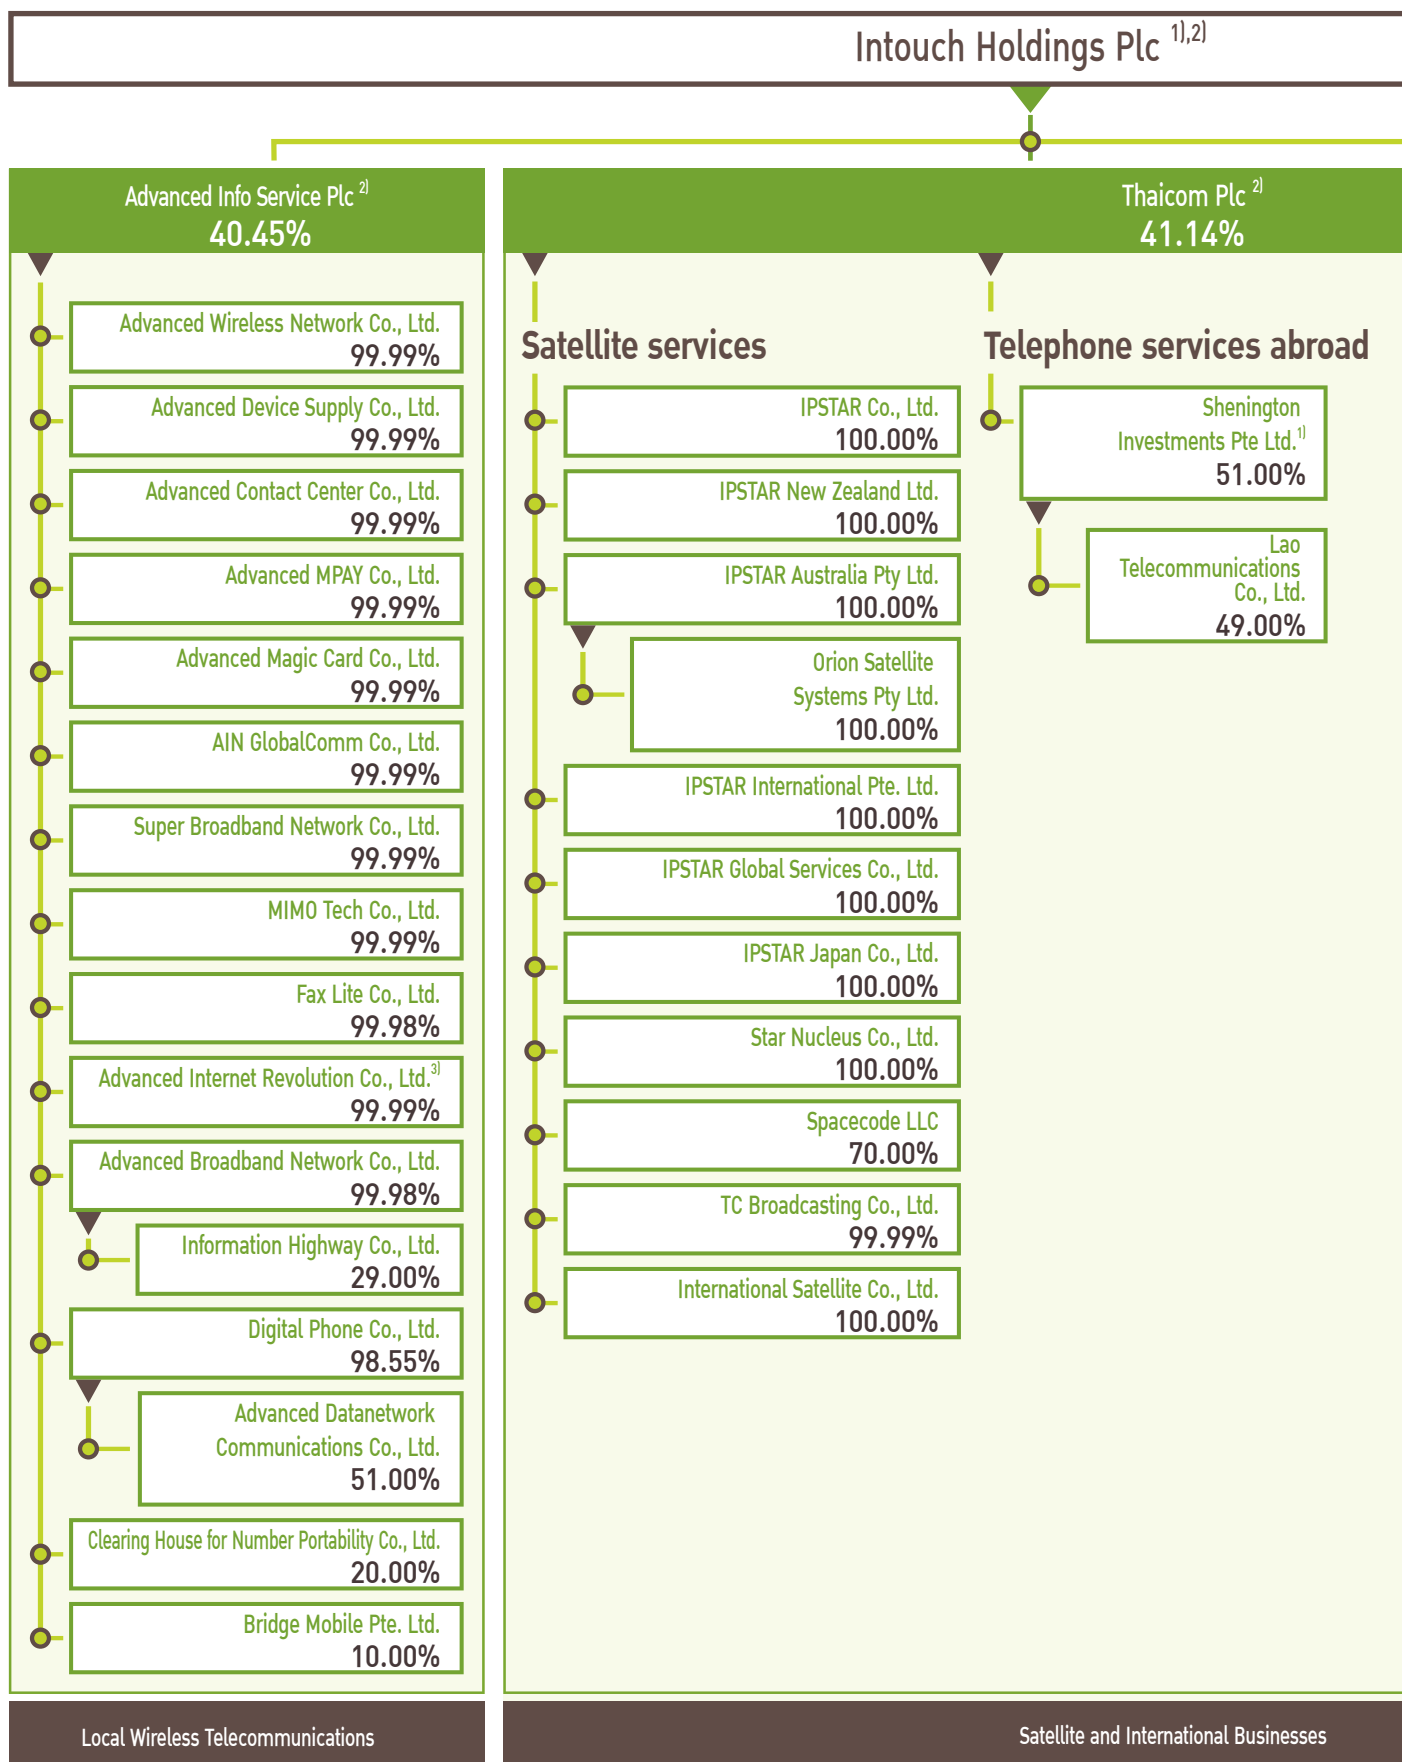 Intouch Holdings Plc 1),2)
Advanced Info Service Plc 2)
40.45%
Advanced Wireless Network Co., Ltd.
99.99%
Advanced Device Supply Co., Ltd.
99.99%
Advanced Contact Center Co., Ltd.
99.99%
Advanced MPAY Co., Ltd.
99.99%
Advanced Magic Card Co., Ltd.
99.99%
AIN GlobalComm Co., Ltd.
99.99%
Super Broadband Network Co., Ltd.
99.99%
MIMO Tech Co., Ltd.
99.99%
Fax Lite Co., Ltd.
99.98%
Advanced Internet Revolution Co., Ltd.3)
99.99%
Advanced Broadband Network Co., Ltd.
99.98%
Information Highway Co., Ltd.
29.00%
Digital Phone Co., Ltd.
98.55%
Advanced Datanetwork
Communications Co., Ltd.
51.00%
Clearing House for Number Portability Co., Ltd.
20.00%
Bridge Mobile Pte. Ltd.
10.00%
Local Wireless Telecommunications
Thaicom Plc 2)
41.14%
Satellite services
IPSTAR Co., Ltd.
100.00%
IPSTAR New Zealand Ltd.
100.00%
IPSTAR Australia Pty Ltd.
100.00%
Orion Satellite
Systems Pty Ltd.
100.00%
IPSTAR International Pte. Ltd.
100.00%
IPSTAR Global Services Co., Ltd.
100.00%
IPSTAR Japan Co., Ltd.
100.00%
Star Nucleus Co., Ltd.
100.00%
Spacecode LLC
70.00%
TC Broadcasting Co., Ltd.
99.99%
International Satellite Co., Ltd.
100.00%
Telephone services abroad
Shenington
Investments Pte Ltd.1)
51.00%
Lao
Telecommunications
Co., Ltd.
49.00%
Satellite and International Businesses